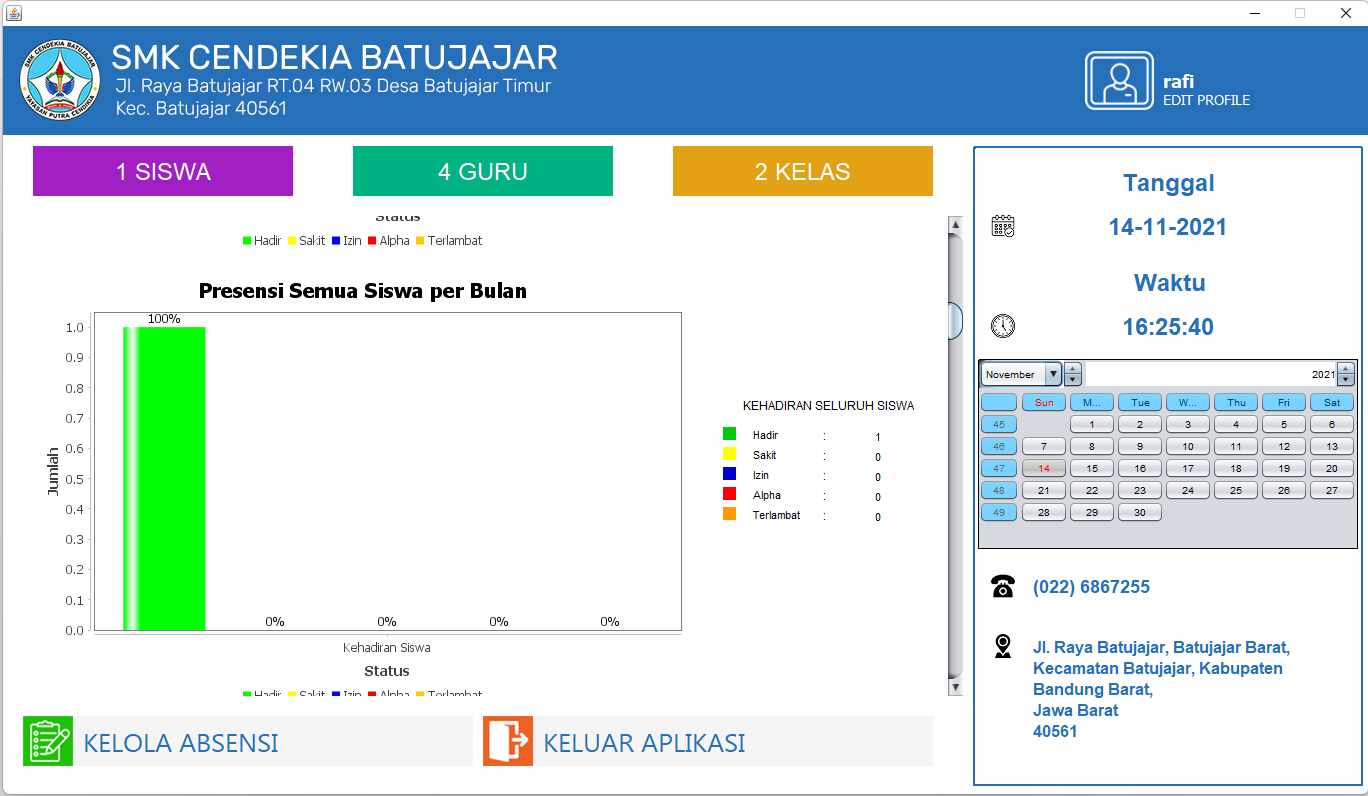 SMK CENDEKIA BATUJAJAR
YAYASAN PUTRA CENDIKIA
SMK CENDEKIA BATUJAJAR
Jl. Raya Batujajar RT.04 RW.03 Desa Batujajar Timur
Kec. Batujajar 40561
rafi
EDIT PROFILE
1 SISWA
4 GURU
2 KELAS
Status
Hadir Sakit Izin Alpha Terlambat
Presensi Semua Siswa per Bulan
100%
1.0
0.9
0.8
0.7
0.6
0.5
0.4
0.3
0.2
0.1
0.0
Jumlah
0% 0% 0% 0%
Kehadiran Siswa
Status
Hadir Sakit Izin Alpha Terlambat
KEHADIRAN SELURUH SISWA
Hadir : 1
Sakit : 0
Izin : 0
Alpha : 0
Terlambat : 0
KELOLA ABSENSI
KELUAR APLIKASI
Tanggal
14-11-2021
Waktu
16:25:40
November 2021
Sun M... Tue W... Thu Fri Sat
45 1 2 3 4 5 6
46 7 8 9 10 11 12 13
47 14 15 16 17 18 19 20
48 21 22 23 24 25 26 27
49 28 29 30
(022) 6867255
Jl. Raya Batujajar, Batujajar Barat,
Kecamatan Batujajar, Kabupaten
Bandung Barat,
Jawa Barat
40561